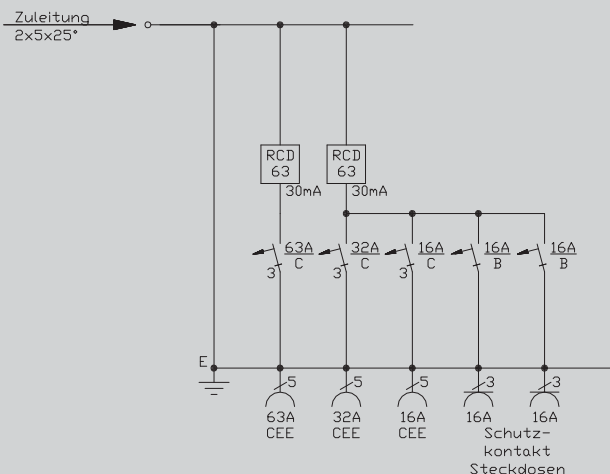 Zuleitung
2x5x25°
RCD
63
30mA
RCD
63
30mA
63A
C
3
32A
C
3
16A
C
3
16A
B
16A
B
E
5
5
5
3
3
63A
CEE
32A
CEE
16A
CEE
16A
16A
Schutz-
kontakt
Steckdosen